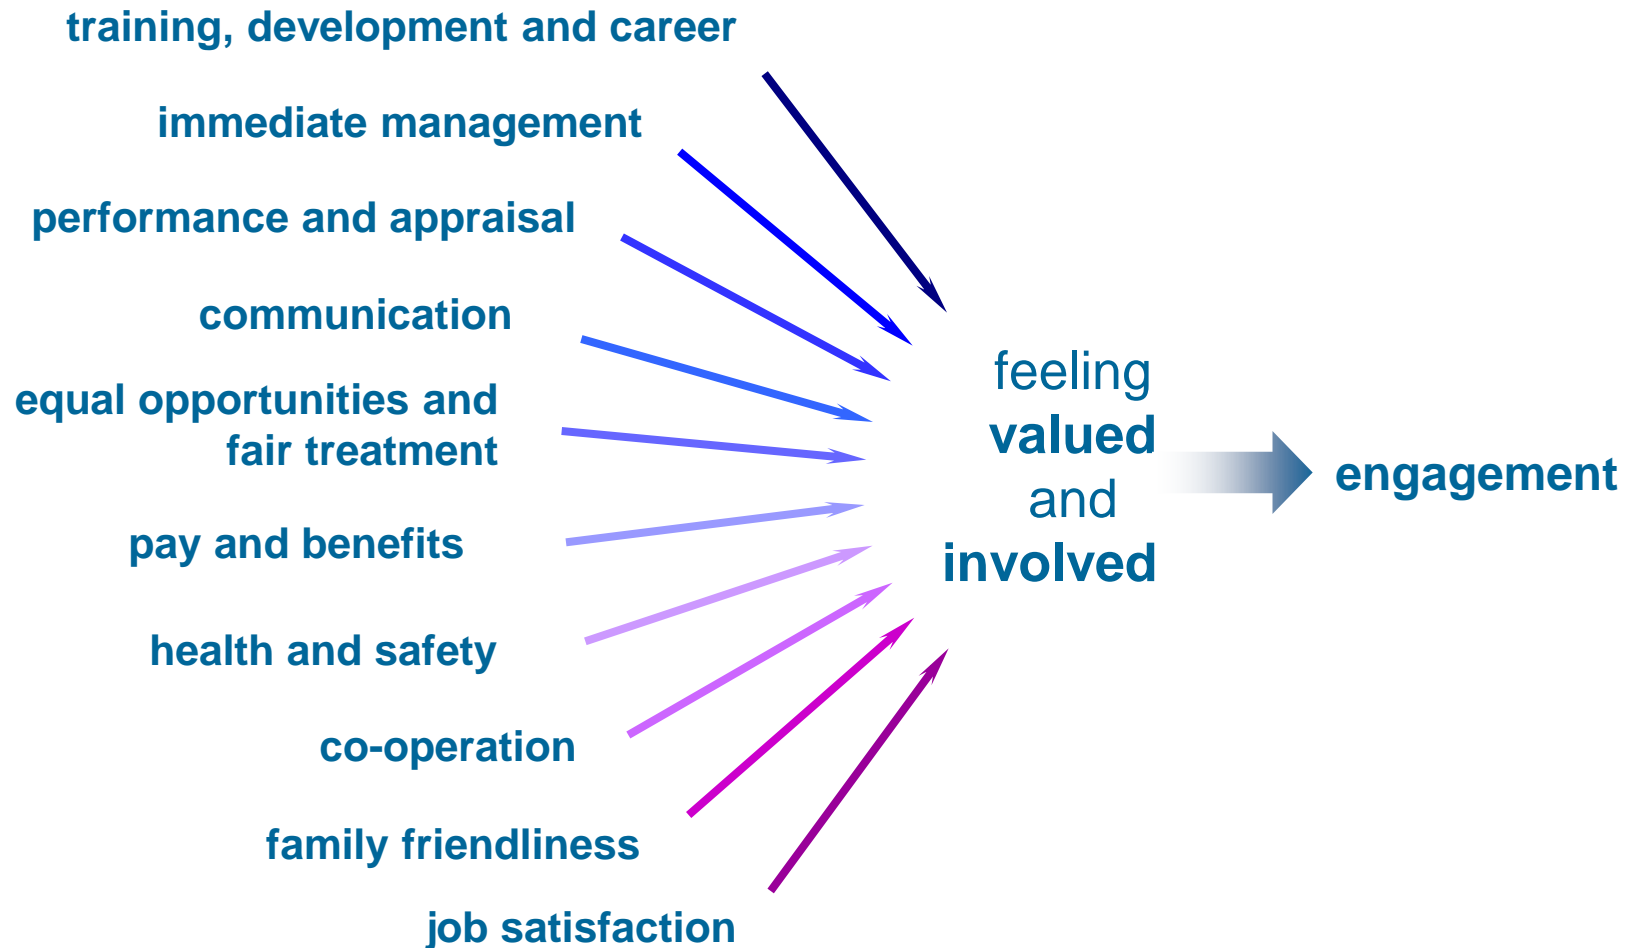 training, development and career
immediate management
performance and appraisal
communication
equal opportunities and
fair treatment
pay and benefits
health and safety
co-operation
family friendliness
job satisfaction
feeling
valued
and
involved
engagement